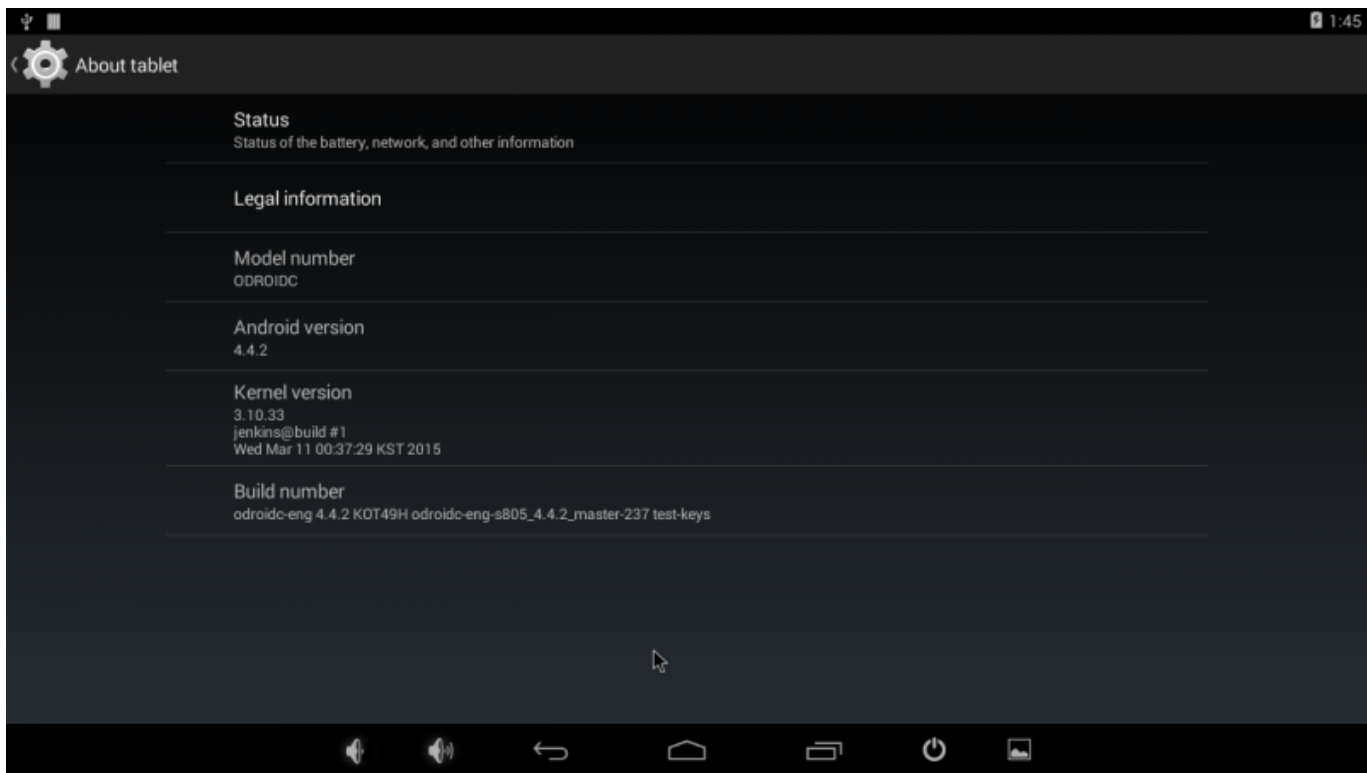 1:45
About tablet
Status
Status of the battery, network, and other information
Legal information
Model number
ODROIDC
Android version
4.4.2
Kernel version
3.10.33
jenkins@build #1
Wed Mar 11 00:37:29 KST 2015
Build number
odroidc-eng 4.4.2 KOT49H odroidc-eng-s805_4.4.2_master-237 test-keys